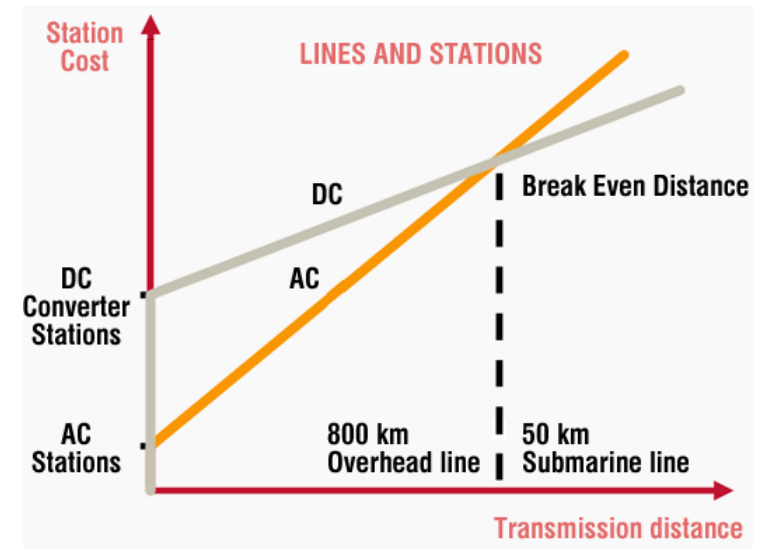 Station
Cost
LINES AND STATIONS
DC
Break Even Distance
DC
Converter
Stations
AC
AC
Stations
800 km
Overhead line
50 km
Submarine line
Transmission distance